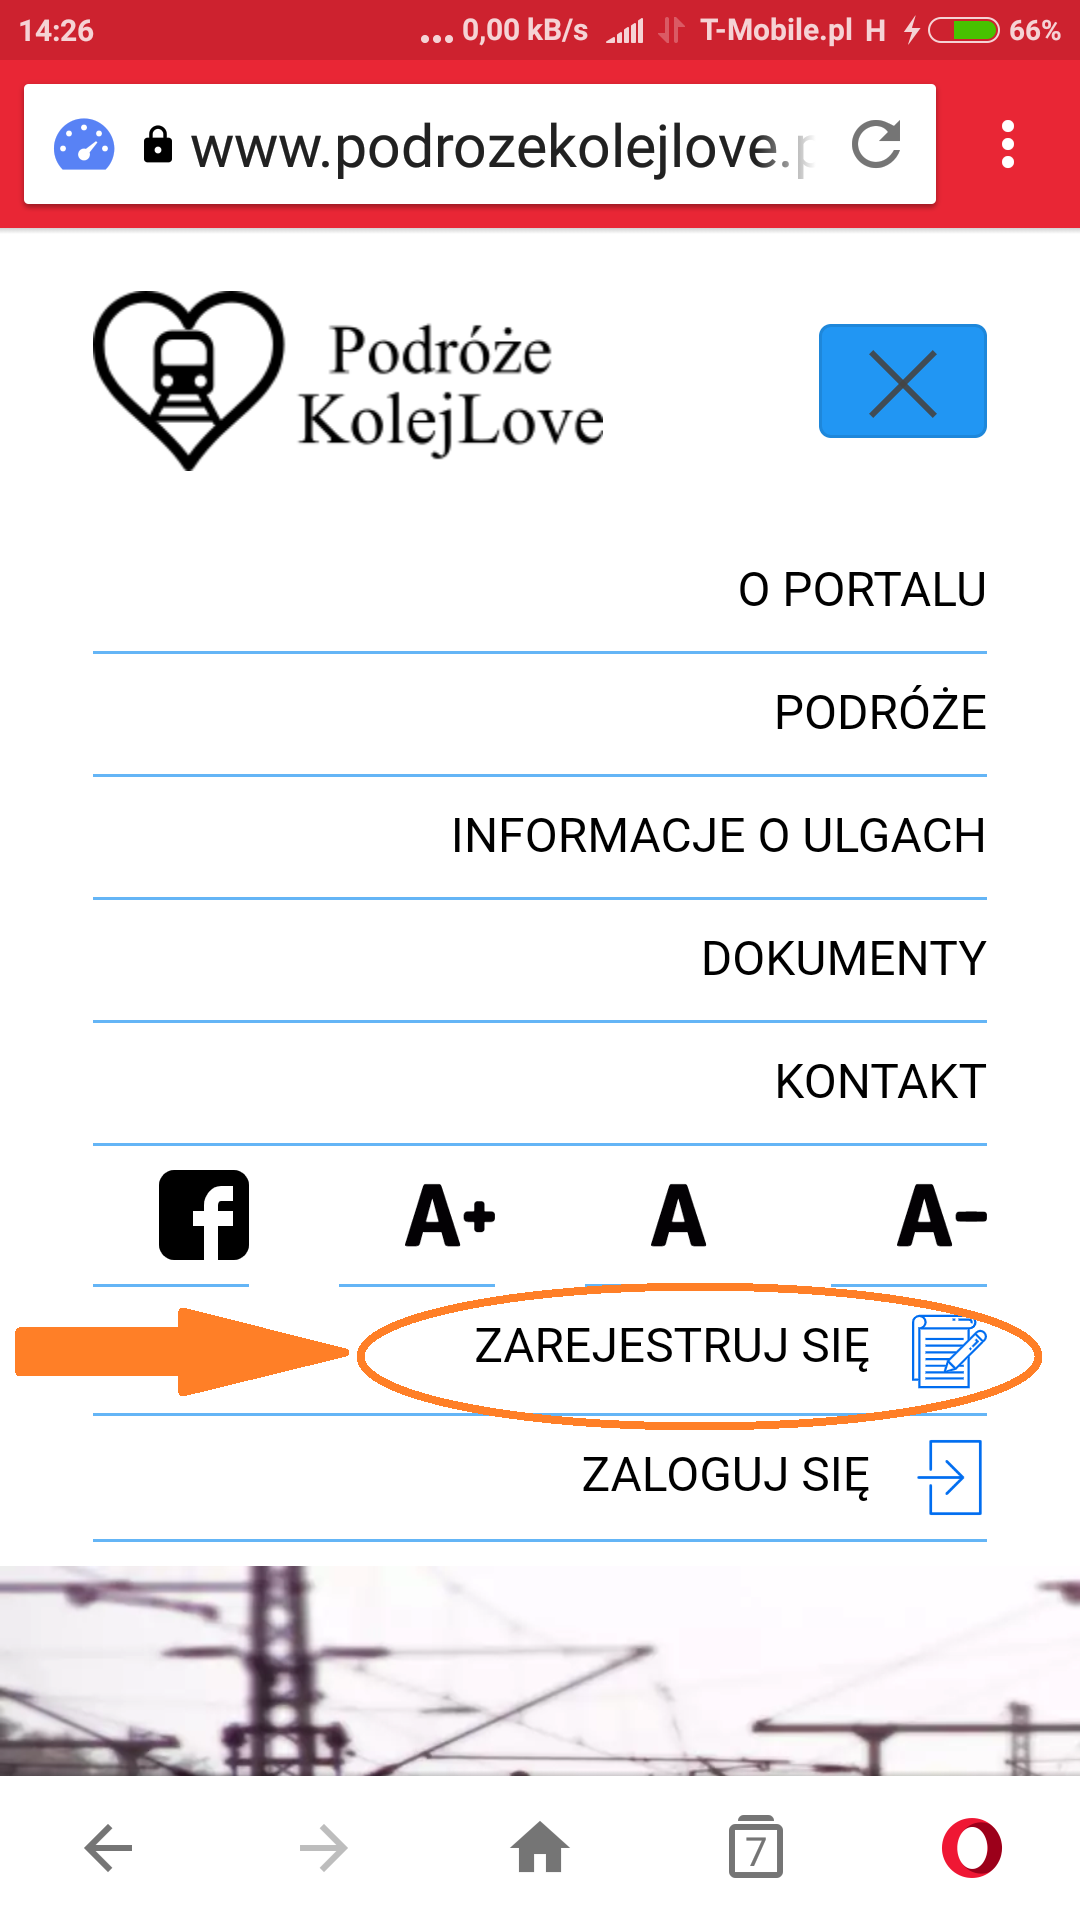 14:26 ... 0,00 kB/s T-Mobile.pl H 66%
www.podrozekolejlove.p
Podróże
KolejLove
O PORTALU
PODRÓŻE
INFORMACJE O ULGACH
DOKUMENTY
KONTAKT
f A+ A A-
ZAREJESTRUJ SIĘ
ZALOGUJ SIĘ
7